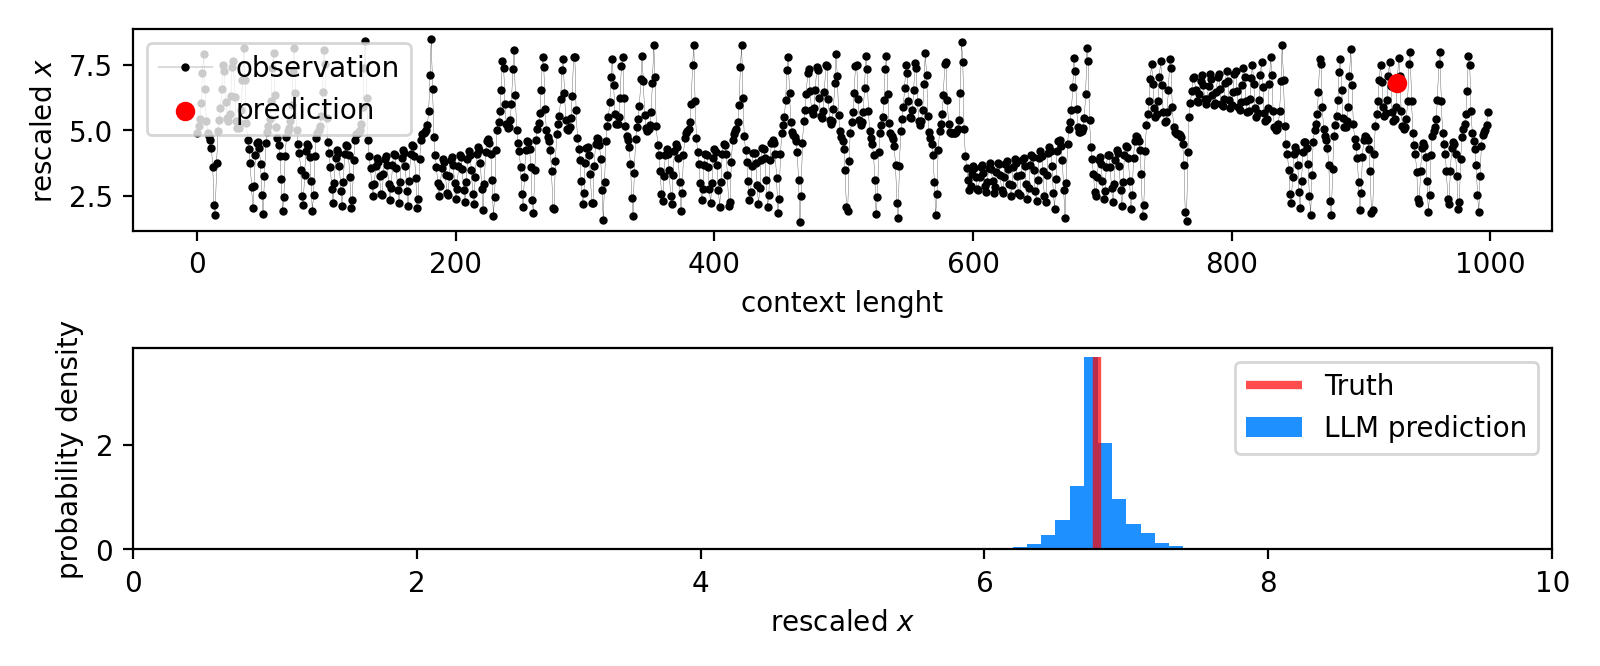 rescaled x
7.5
5.0
2.5
observation
prediction
0
200
400
600
800
1000
context lenght
probability density
2
0
Truth
LLM prediction
0
2
4
6
8
10
rescaled x